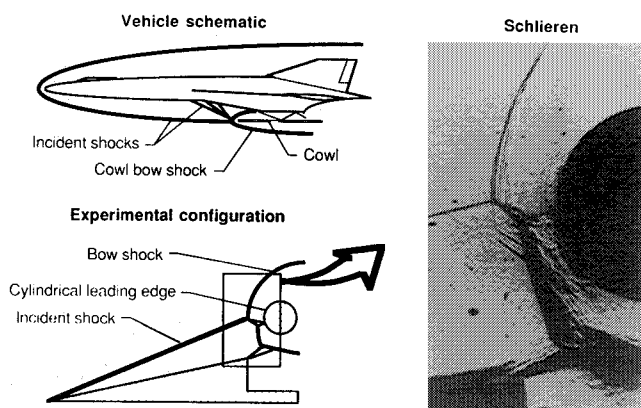 Vehicle schematic
Incident shocks
Cowl bow shock
Cowl
Experimental configuration
Bow shock
Cylindrical leading edge
Incident shock
Schlieren